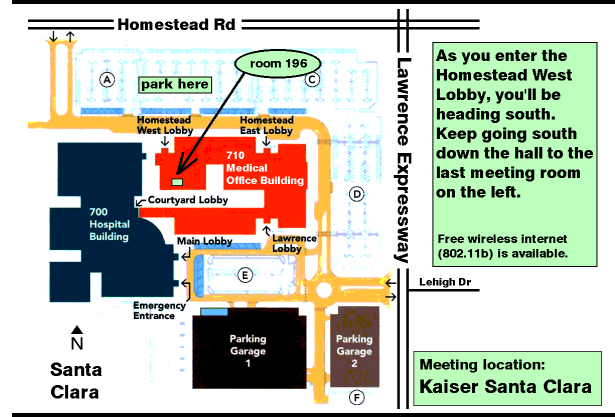 Homestead Rd
A
park here
room 196
C
Homestead
West Lobby
Homestead
East Lobby
710
Medical
Office Building
D
Courtyard Lobby
700
Hospital
Building
Main Lobby
Lawrence
Lobby
E
Emergency
Entrance
Lawrence Expressway
Lehigh Dr
N
Santa
Clara
Parking
Garage
1
Parking
Garage
2
F
As you enter the
Homestead West
Lobby, you'll be
heading south.
Keep going south
down the hall to the
last meeting room
on the left.
Free wireless internet
(802.11b) is available.
Meeting location:
Kaiser Santa Clara